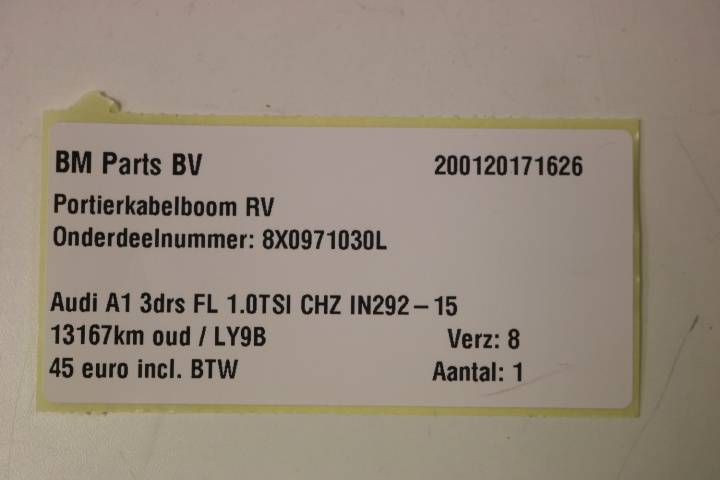 BM Parts BV 200120171626
Portierkabelboom RV
Onderdeelnummer: 8X0971030L
Audi A1 3drs FL 1.0TSI CHZ IN292-15
13167km oud / LY9B Verz: 8
45 euro incl. BTW Aantal: 1